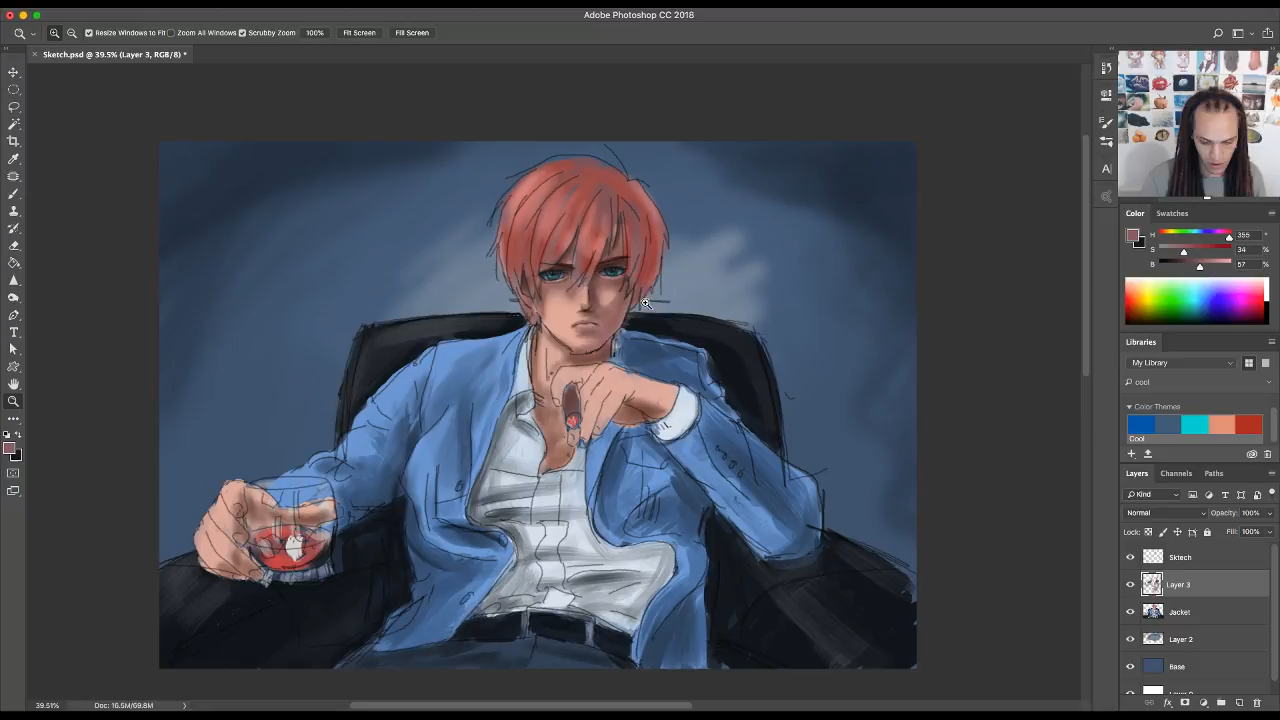 Adobe Photoshop CC 2018
Resize Windows to Fit Zoom All Windows Scrubby Zoom 100% Fit Screen Fill Screen
Sketch.psd @ 39.5% (Layer 3, RGB/8) *
Color Swatches
H 355 °
S 34 %
B 57 %
Libraries
My Library
cool
Color Themes
Cool
Layers Channels Paths
Kind
Normal Opacity: 100%
Lock: Fill: 100%
Sktech
Layer 3
Jacket
Layer 2
Base
39.51% Doc: 16.5M/69.8M